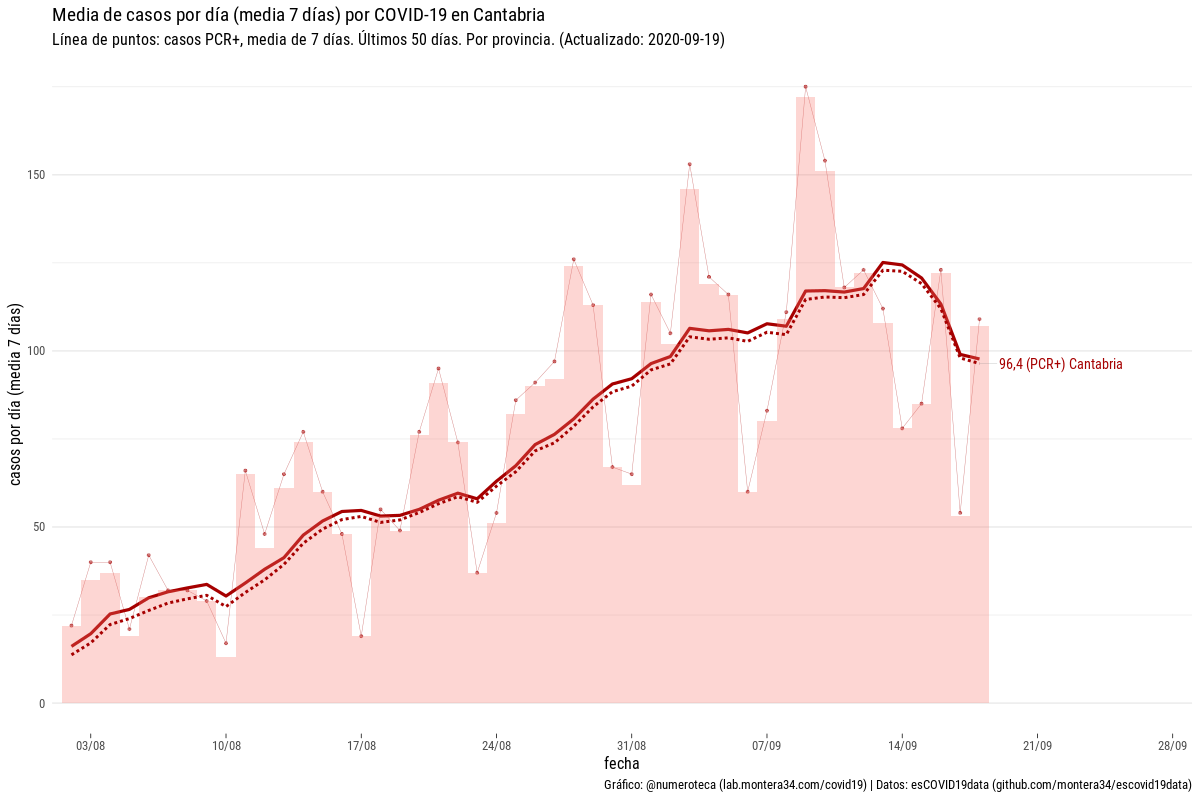 Media de casos por día (media 7 días) por COVID-19 en Cantabria
Línea de puntos: casos PCR+, media de 7 días. Últimos 50 días. Por provincia. (Actualizado: 2020-09-19)
casos por día (media 7 días)
150
100
50
0
96,4 (PCR+) Cantabria
03/08
10/08
17/08
24/08
31/08
07/09
14/09
21/09
28/09
fecha
Gráfico: @numeroteca (lab.montera34.com/covid19) | Datos: esCOVID19data (github.com/montera34/escovid19data)